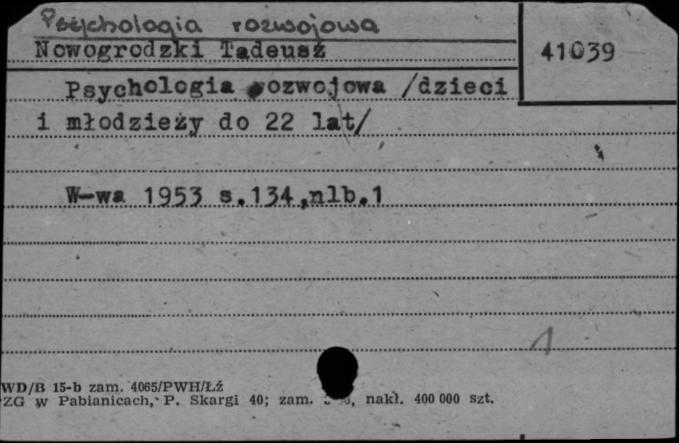 Psychologia rozwojowa
Nowogrodzki Tadeusz
41039
Psychologia rozwojowa /dzieci
i młodzieży do 22 lat/
W-wa 1953 s.134,nlb.1
1
WD/B 15-b zam. 4065/PWH/Łź
ZG w Pabianicach, P. Skargi 40; zam. nakł. 400 000 szt.